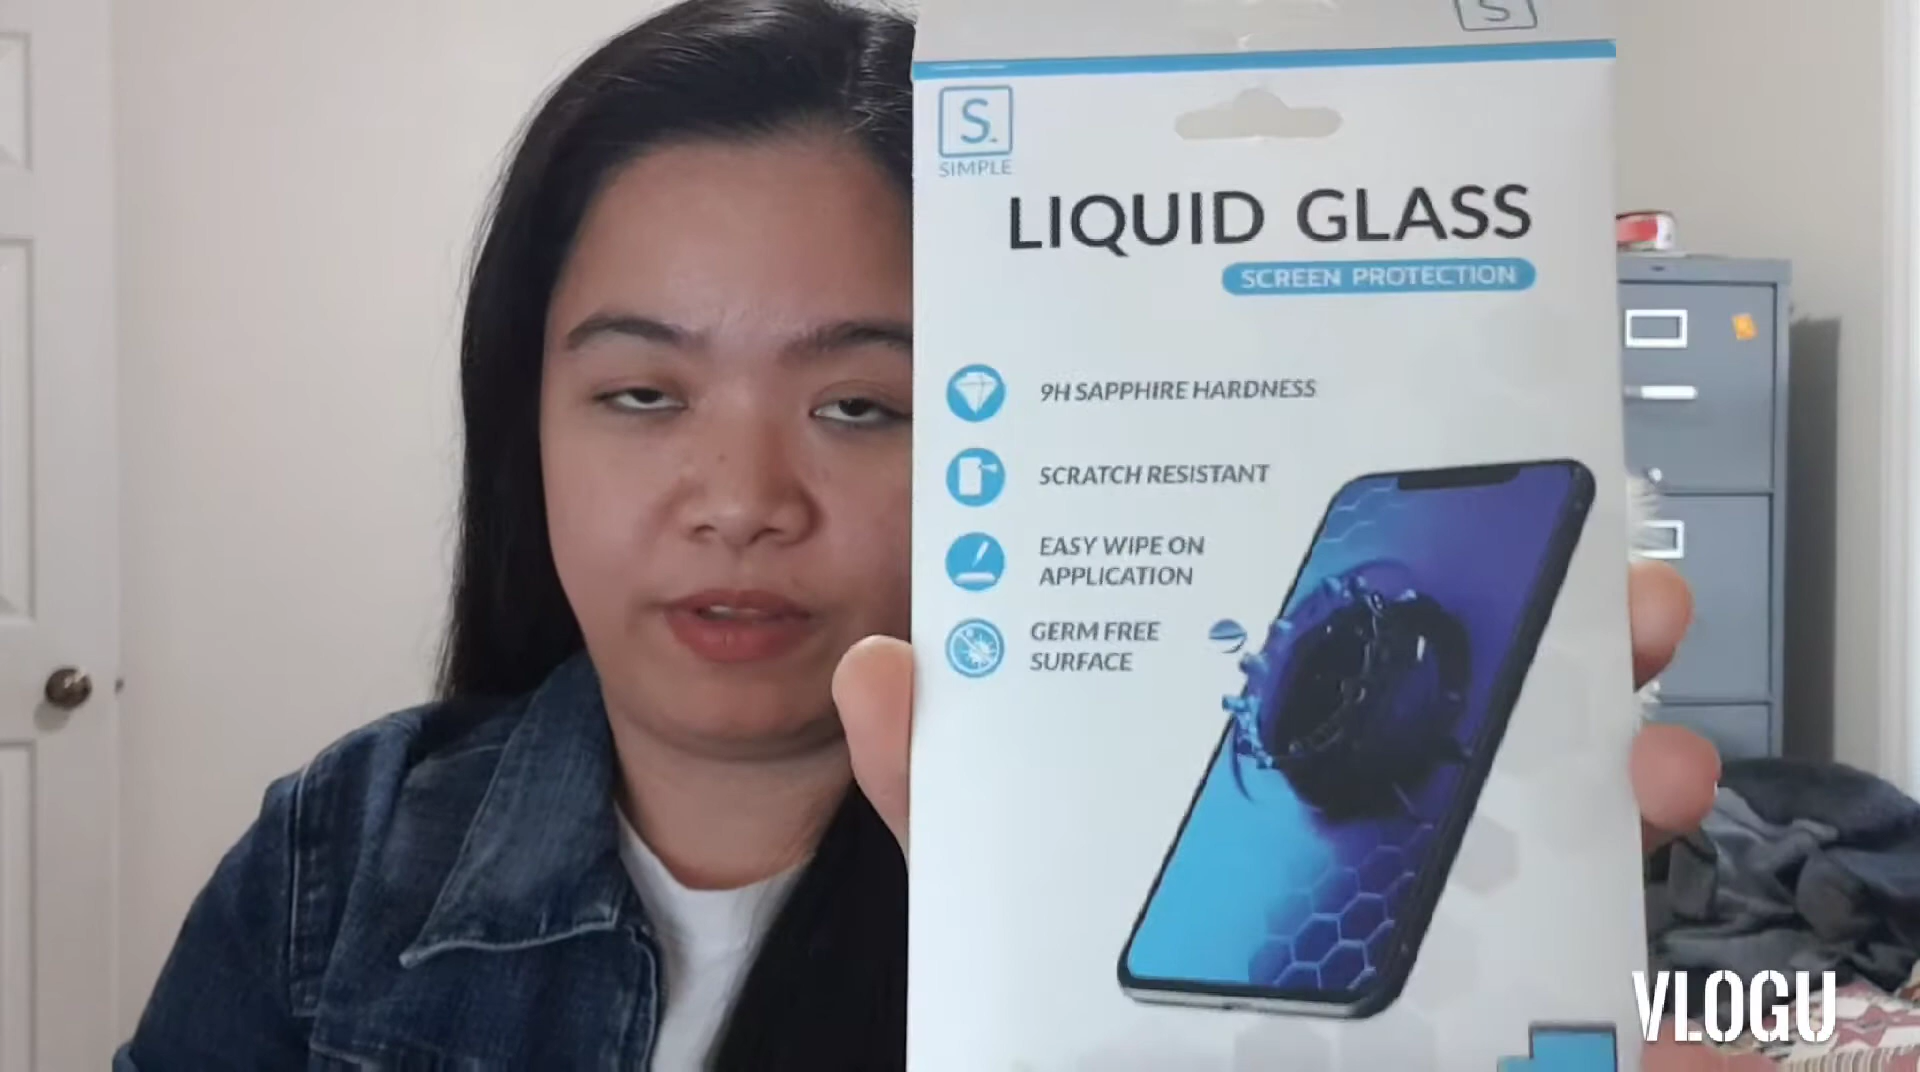 S
S.
SIMPLE
LIQUID GLASS
SCREEN PROTECTION
9H SAPPHIRE HARDNESS
SCRATCH RESISTANT
EASY WIPE ON
APPLICATION
GERM FREE
SURFACE
VLOGU